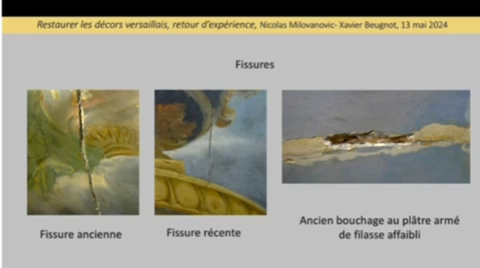 Restaurer les décors versaillais, retour d'expérience, Nicolas Milovanovic- Xavier Beugnot, 13 mai 2024
Fissures
Fissure ancienne
Fissure récente
Ancien bouchage au plâtre armé
de filasse affaibli